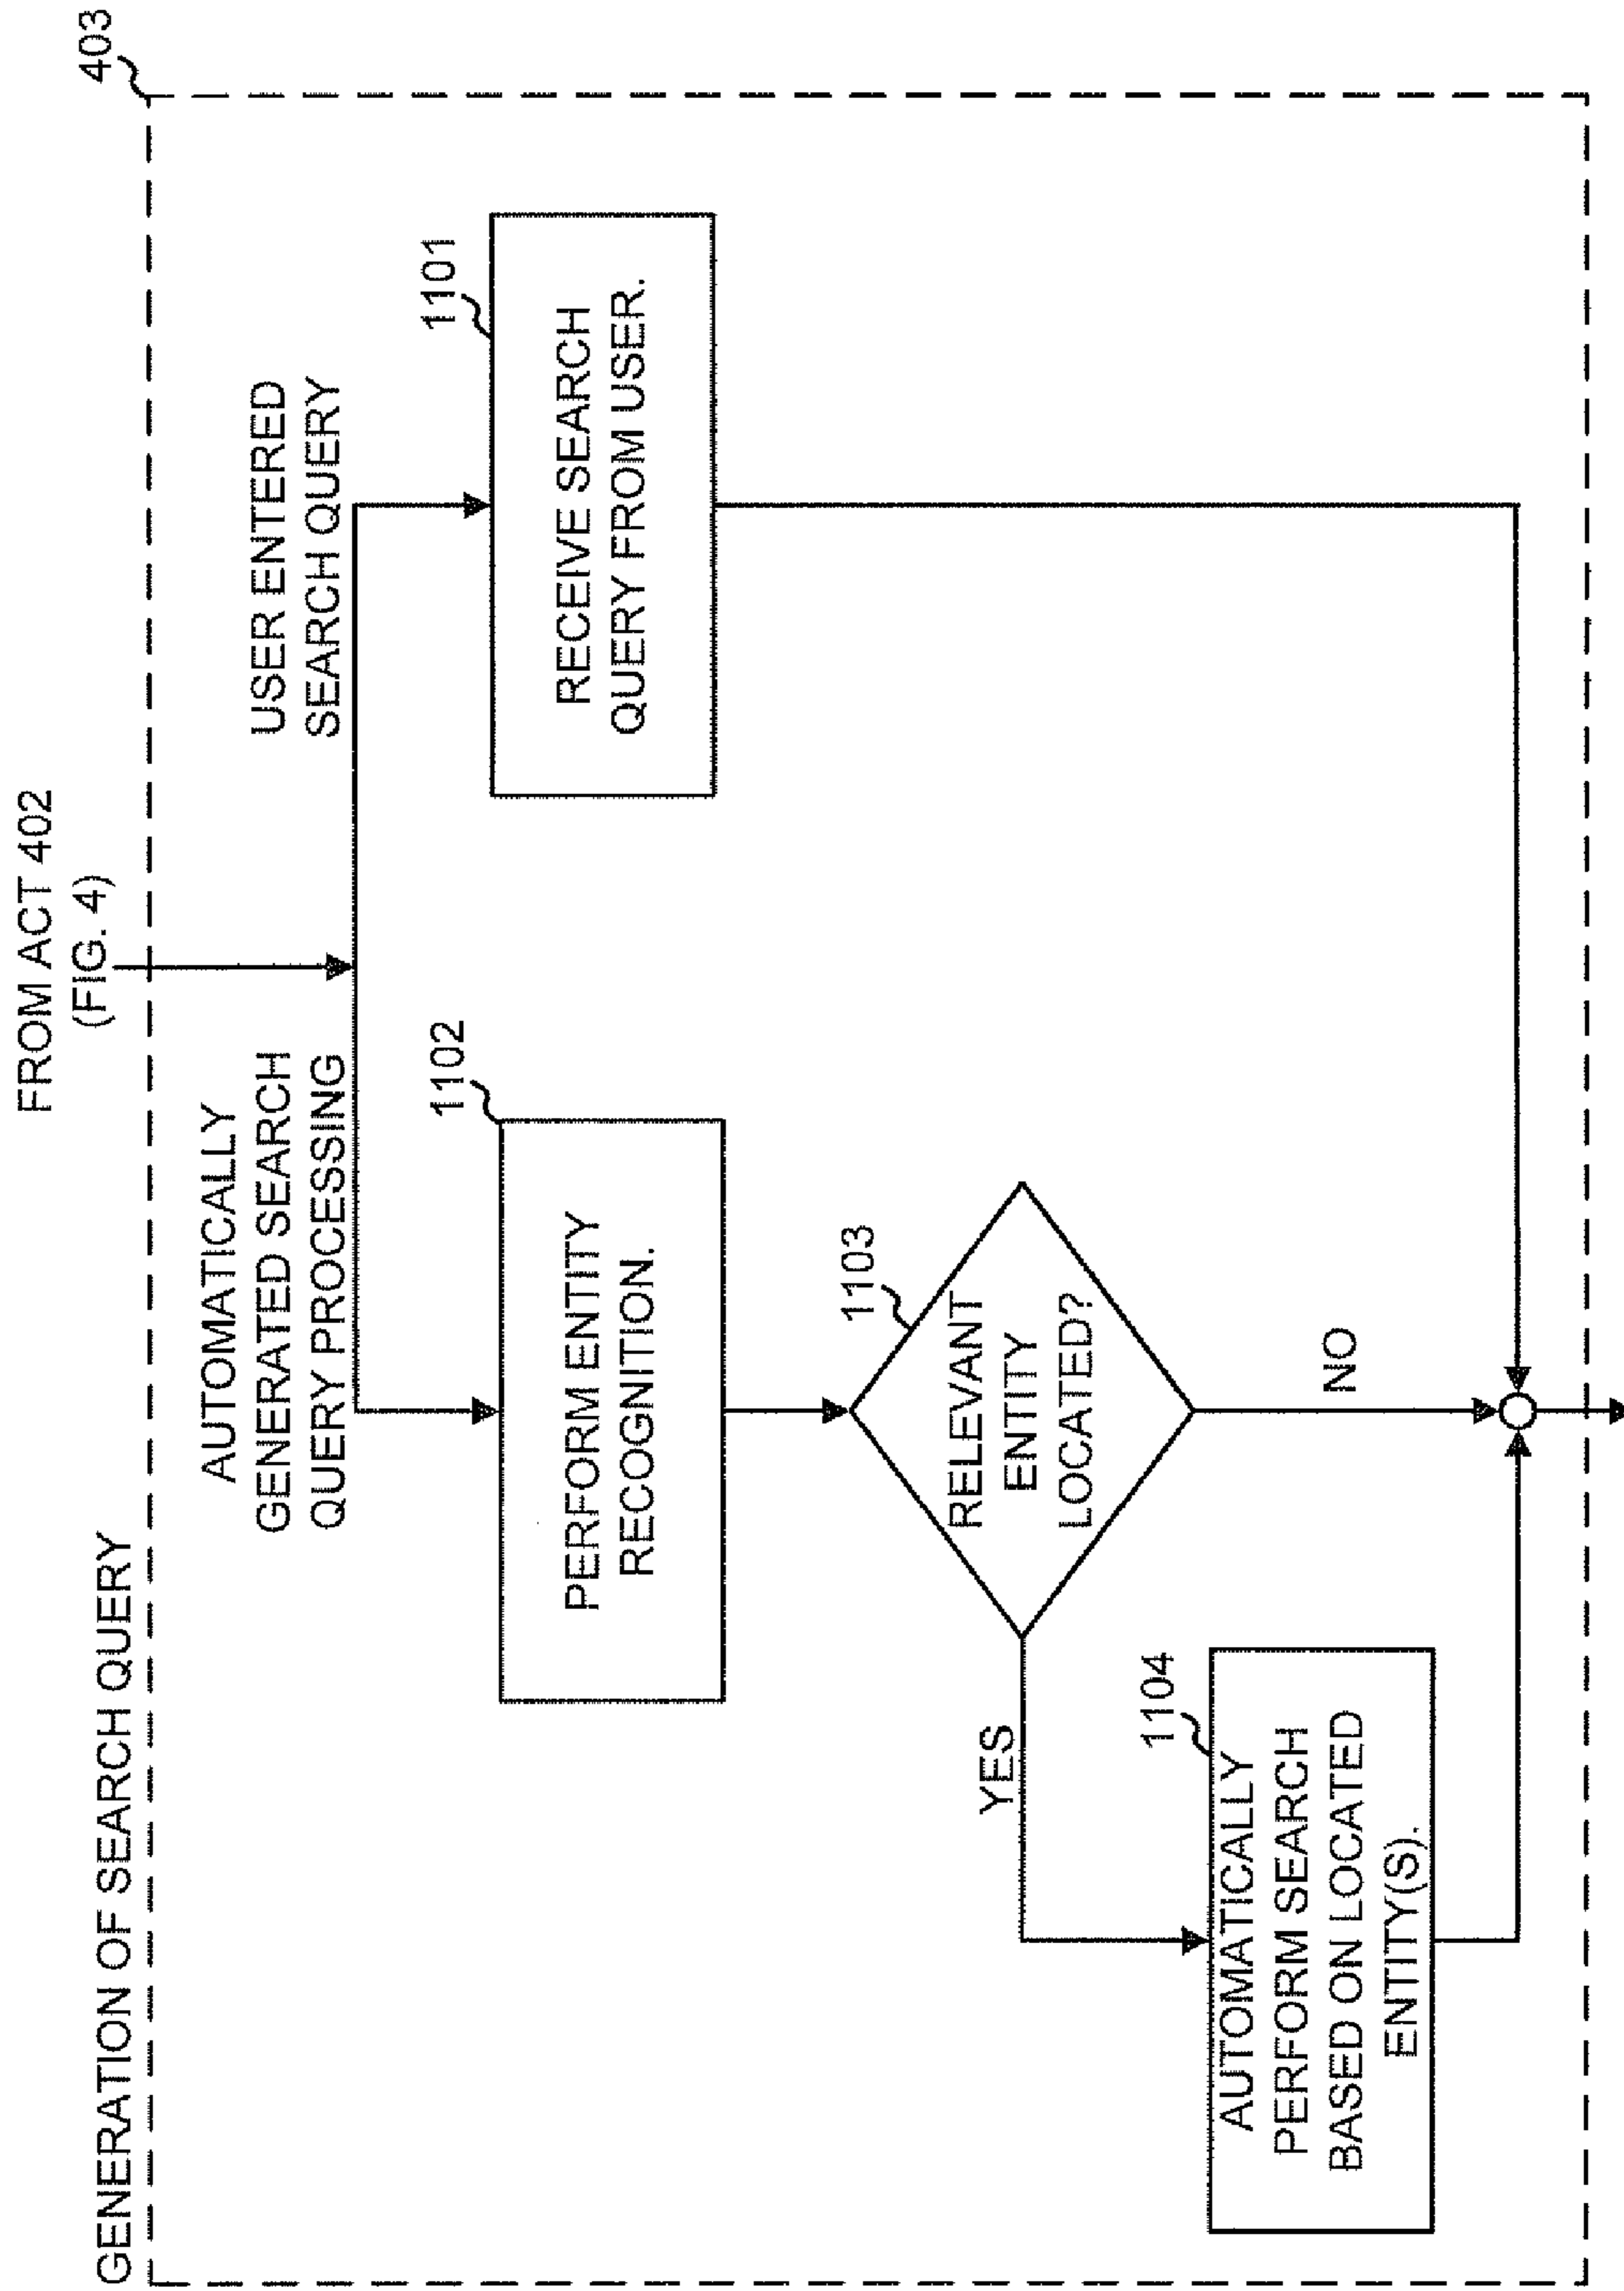 FROM ACT 402
(FIG. 4)
GENERATION OF SEARCH QUERY
403
AUTOMATICALLY
GENERATED SEARCH
QUERY PROCESSING
USER ENTERED
SEARCH QUERY
1102
PERFORM ENTITY
RECOGNITION.
1101
RECEIVE SEARCH
QUERY FROM USER.
1103
RELEVANT
ENTITY
LOCATED?
YES
NO
1104
AUTOMATICALLY
PERFORM SEARCH
BASED ON LOCATED
ENTITY(S).